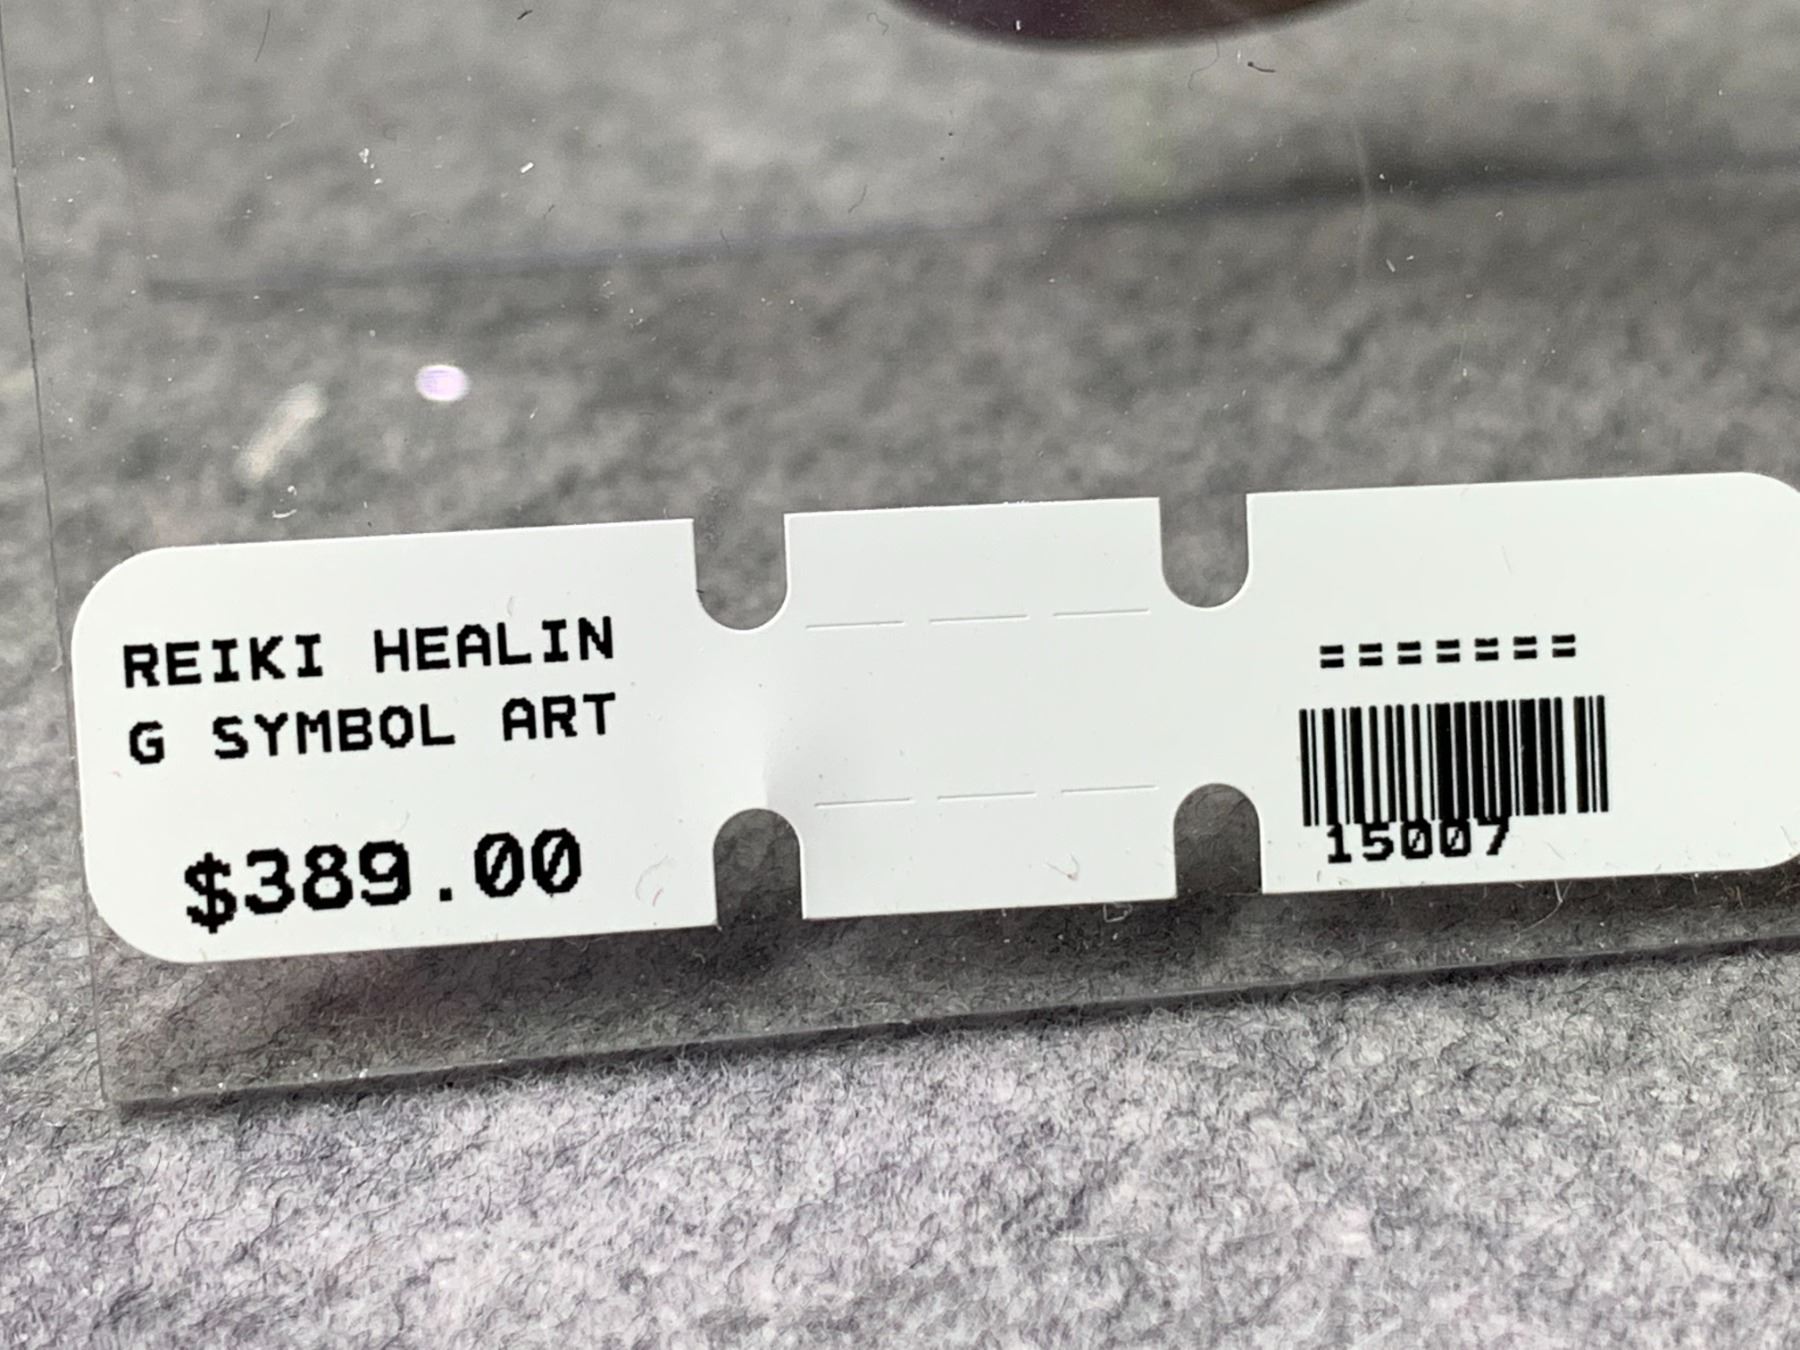 REIKI HEALIN
G SYMBOL ART
$389.00
=======
15007